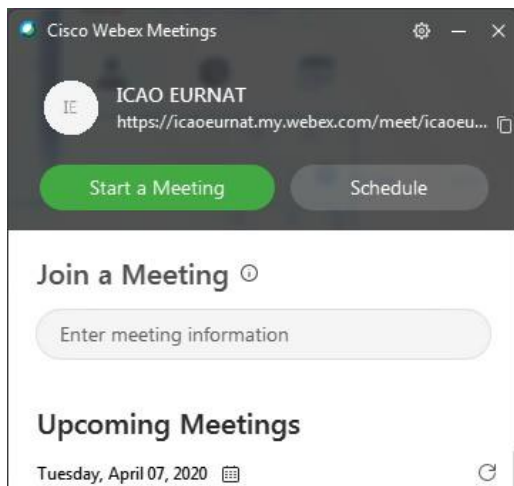 Cisco Webex Meetings
IE
ICAO EURNAT
https://icaoeurnat.my.webex.com/meet/icaoeu...
Start a Meeting
Schedule
Join a Meeting
Enter meeting information
Upcoming Meetings
Tuesday, April 07, 2020